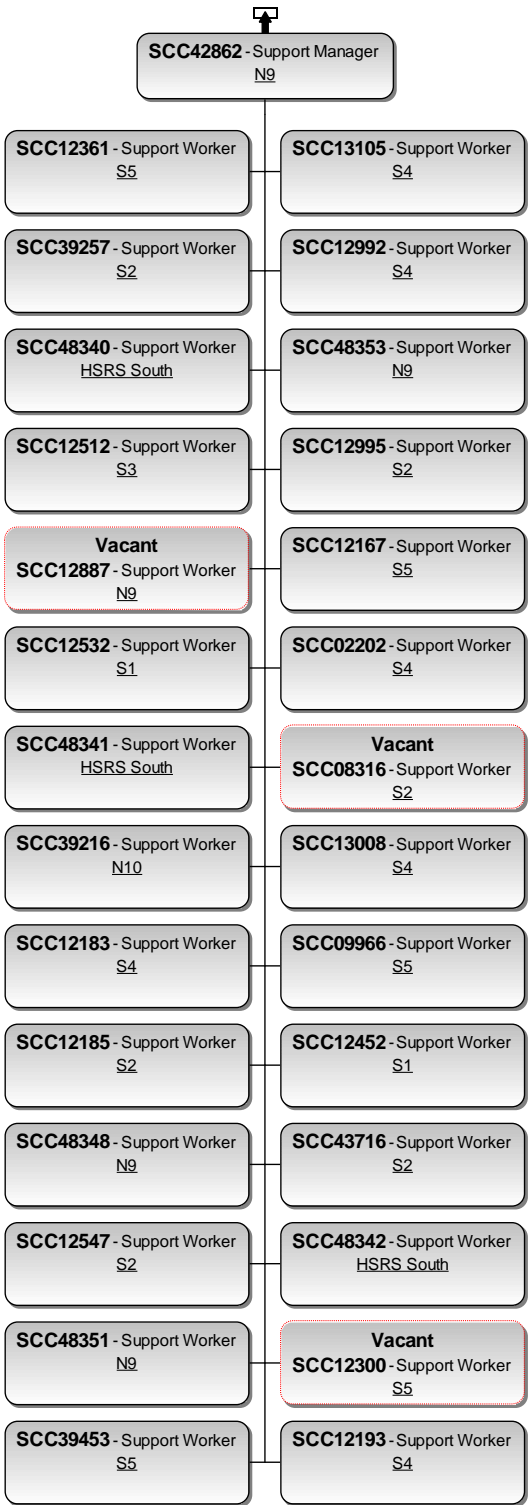 SCC42862 - Support Manager
N9
SCC12361 - Support Worker
S5
SCC13105 - Support Worker
S4
SCC39257 - Support Worker
S2
SCC12992 - Support Worker
S4
SCC48340 - Support Worker
HSRS South
SCC48353 - Support Worker
N9
SCC12512 - Support Worker
S3
SCC12995 - Support Worker
S2
Vacant
SCC12887 - Support Worker
N9
SCC12167 - Support Worker
S5
SCC12532 - Support Worker
S1
SCC02202 - Support Worker
S4
SCC48341 - Support Worker
HSRS South
Vacant
SCC08316 - Support Worker
S2
SCC39216 - Support Worker
N10
SCC13008 - Support Worker
S4
SCC12183 - Support Worker
S4
SCC09966 - Support Worker
S5
SCC12185 - Support Worker
S2
SCC12452 - Support Worker
S1
SCC48348 - Support Worker
N9
SCC43716 - Support Worker
S2
SCC12547 - Support Worker
S2
SCC48342 - Support Worker
HSRS South
SCC48351 - Support Worker
N9
Vacant
SCC12300 - Support Worker
S5
SCC39453 - Support Worker
S5
SCC12193 - Support Worker
S4